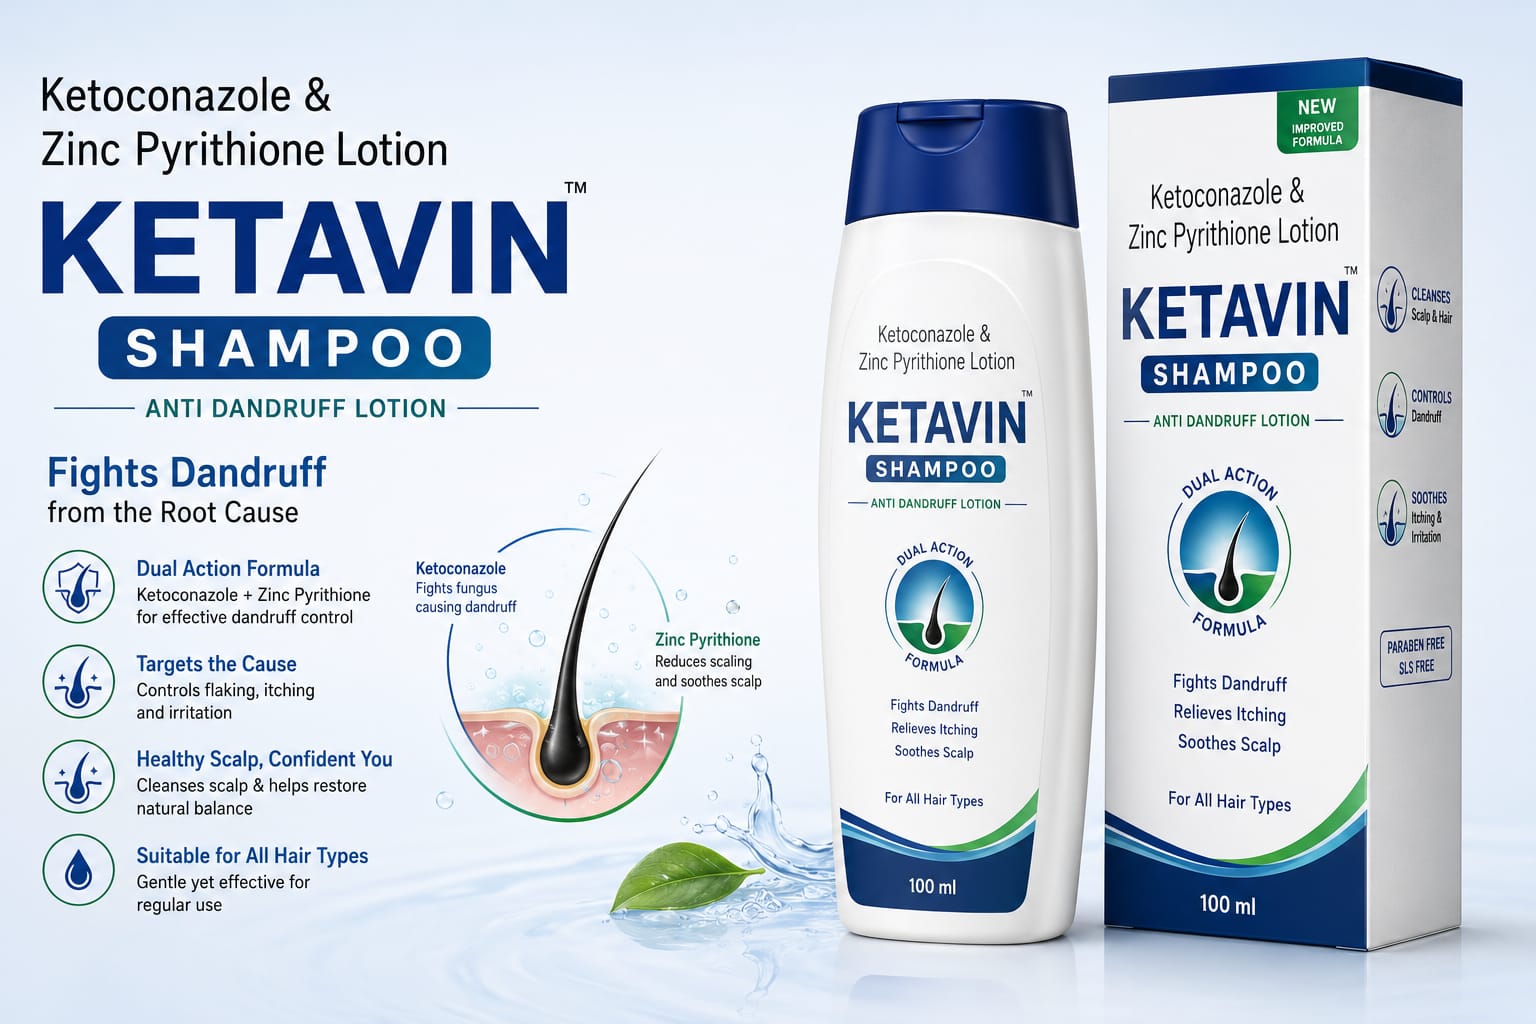 Ketoconazole &
Zinc Pyrithione Lotion
KETAVIN™
SHAMPOO
ANTI DANDRUFF LOTION
Fights Dandruff
from the Root Cause
Dual Action Formula
Ketoconazole + Zinc Pyrithione
for effective dandruff control
Targets the Cause
Controls flaking, itching
and irritation
Healthy Scalp, Confident You
Cleanses scalp & helps restore
natural balance
Suitable for All Hair Types
Gentle yet effective for
regular use
Ketoconazole
Fights fungus
causing dandruff
Zinc Pyrithione
Reduces scaling
and soothes scalp
Ketoconazole &
Zinc Pyrithione Lotion
KETAVIN™
SHAMPOO
ANTI DANDRUFF LOTION
DUAL ACTION
FORMULA
Fights Dandruff
Relieves Itching
Soothes Scalp
For All Hair Types
100 ml
NEW
IMPROVED
FORMULA
Ketoconazole &
Zinc Pyrithione Lotion
KETAVIN™
SHAMPOO
ANTI DANDRUFF LOTION
DUAL ACTION
FORMULA
Fights Dandruff
Relieves Itching
Soothes Scalp
For All Hair Types
100 ml
CLEANSES
Scalp & Hair
CONTROLS
Dandruff
SOOTHES
Itching &
Irritation
PARABEN FREE
SLS FREE